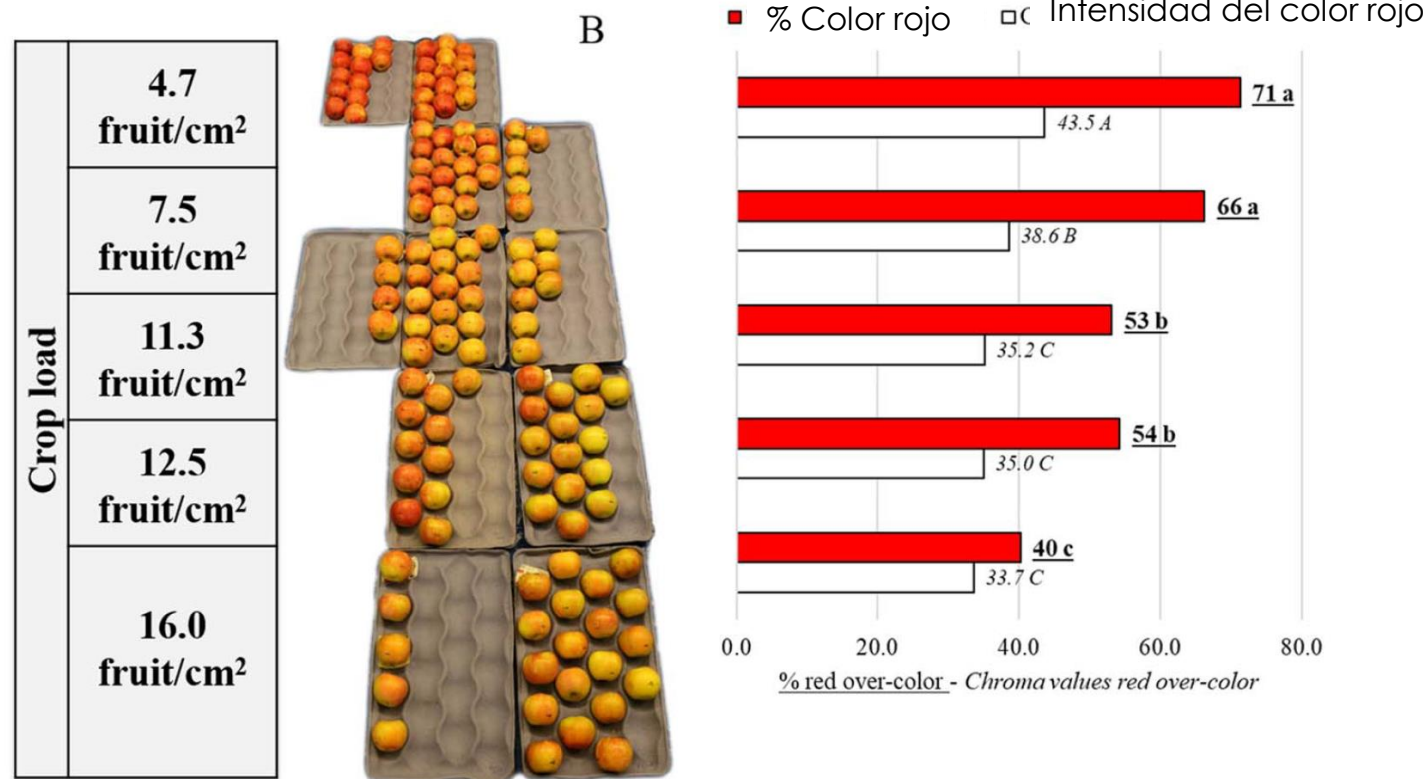 B
% Color rojo
Intensidad del color rojo
Crop load
4.7
fruit/cm²
7.5
fruit/cm²
11.3
fruit/cm²
12.5
fruit/cm²
16.0
fruit/cm²
71 a
43.5 A
66 a
38.6 B
53 b
35.2 C
54 b
35.0 C
40 c
33.7 C
0.0 20.0 40.0 60.0 80.0
% red over-color - Chroma values red over-color